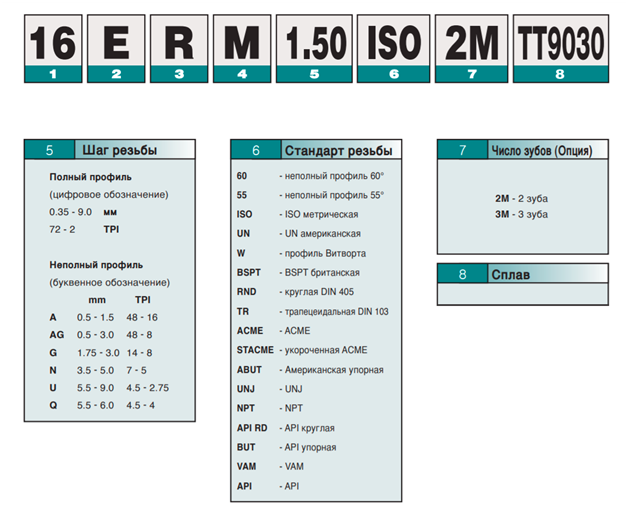 16 E R M 1.50 ISO 2M TT9030
1 2 3 4 5 6 7 8
5 Шаг резьбы
Полный профиль
(цифровое обозначение)
0.35 - 9.0 мм
72 - 2 TPI
Неполный профиль
(буквенное обозначение)
mm TPI
A 0.5 - 1.5 48 - 16
AG 0.5 - 3.0 48 - 8
G 1.75 - 3.0 14 - 8
N 3.5 - 5.0 7 - 5
U 5.5 - 9.0 4.5 - 2.75
Q 5.5 - 6.0 4.5 - 4
6 Стандарт резьбы
60 - неполный профиль 60°
55 - неполный профиль 55°
ISO - ISO метрическая
UN - UN американская
W - профиль Витворта
BSPT - BSPT британская
RND - круглая DIN 405
TR - трапецеидальная DIN 103
ACME - ACME
STACME - укороченная ACME
ABUT - Американская упорная
UNJ - UNJ
NPT - NPT
API RD - API круглая
BUT - API упорная
VAM - VAM
API - API
7 Число зубов (Опция)
2M - 2 зуба
3M - 3 зуба
8 Сплав